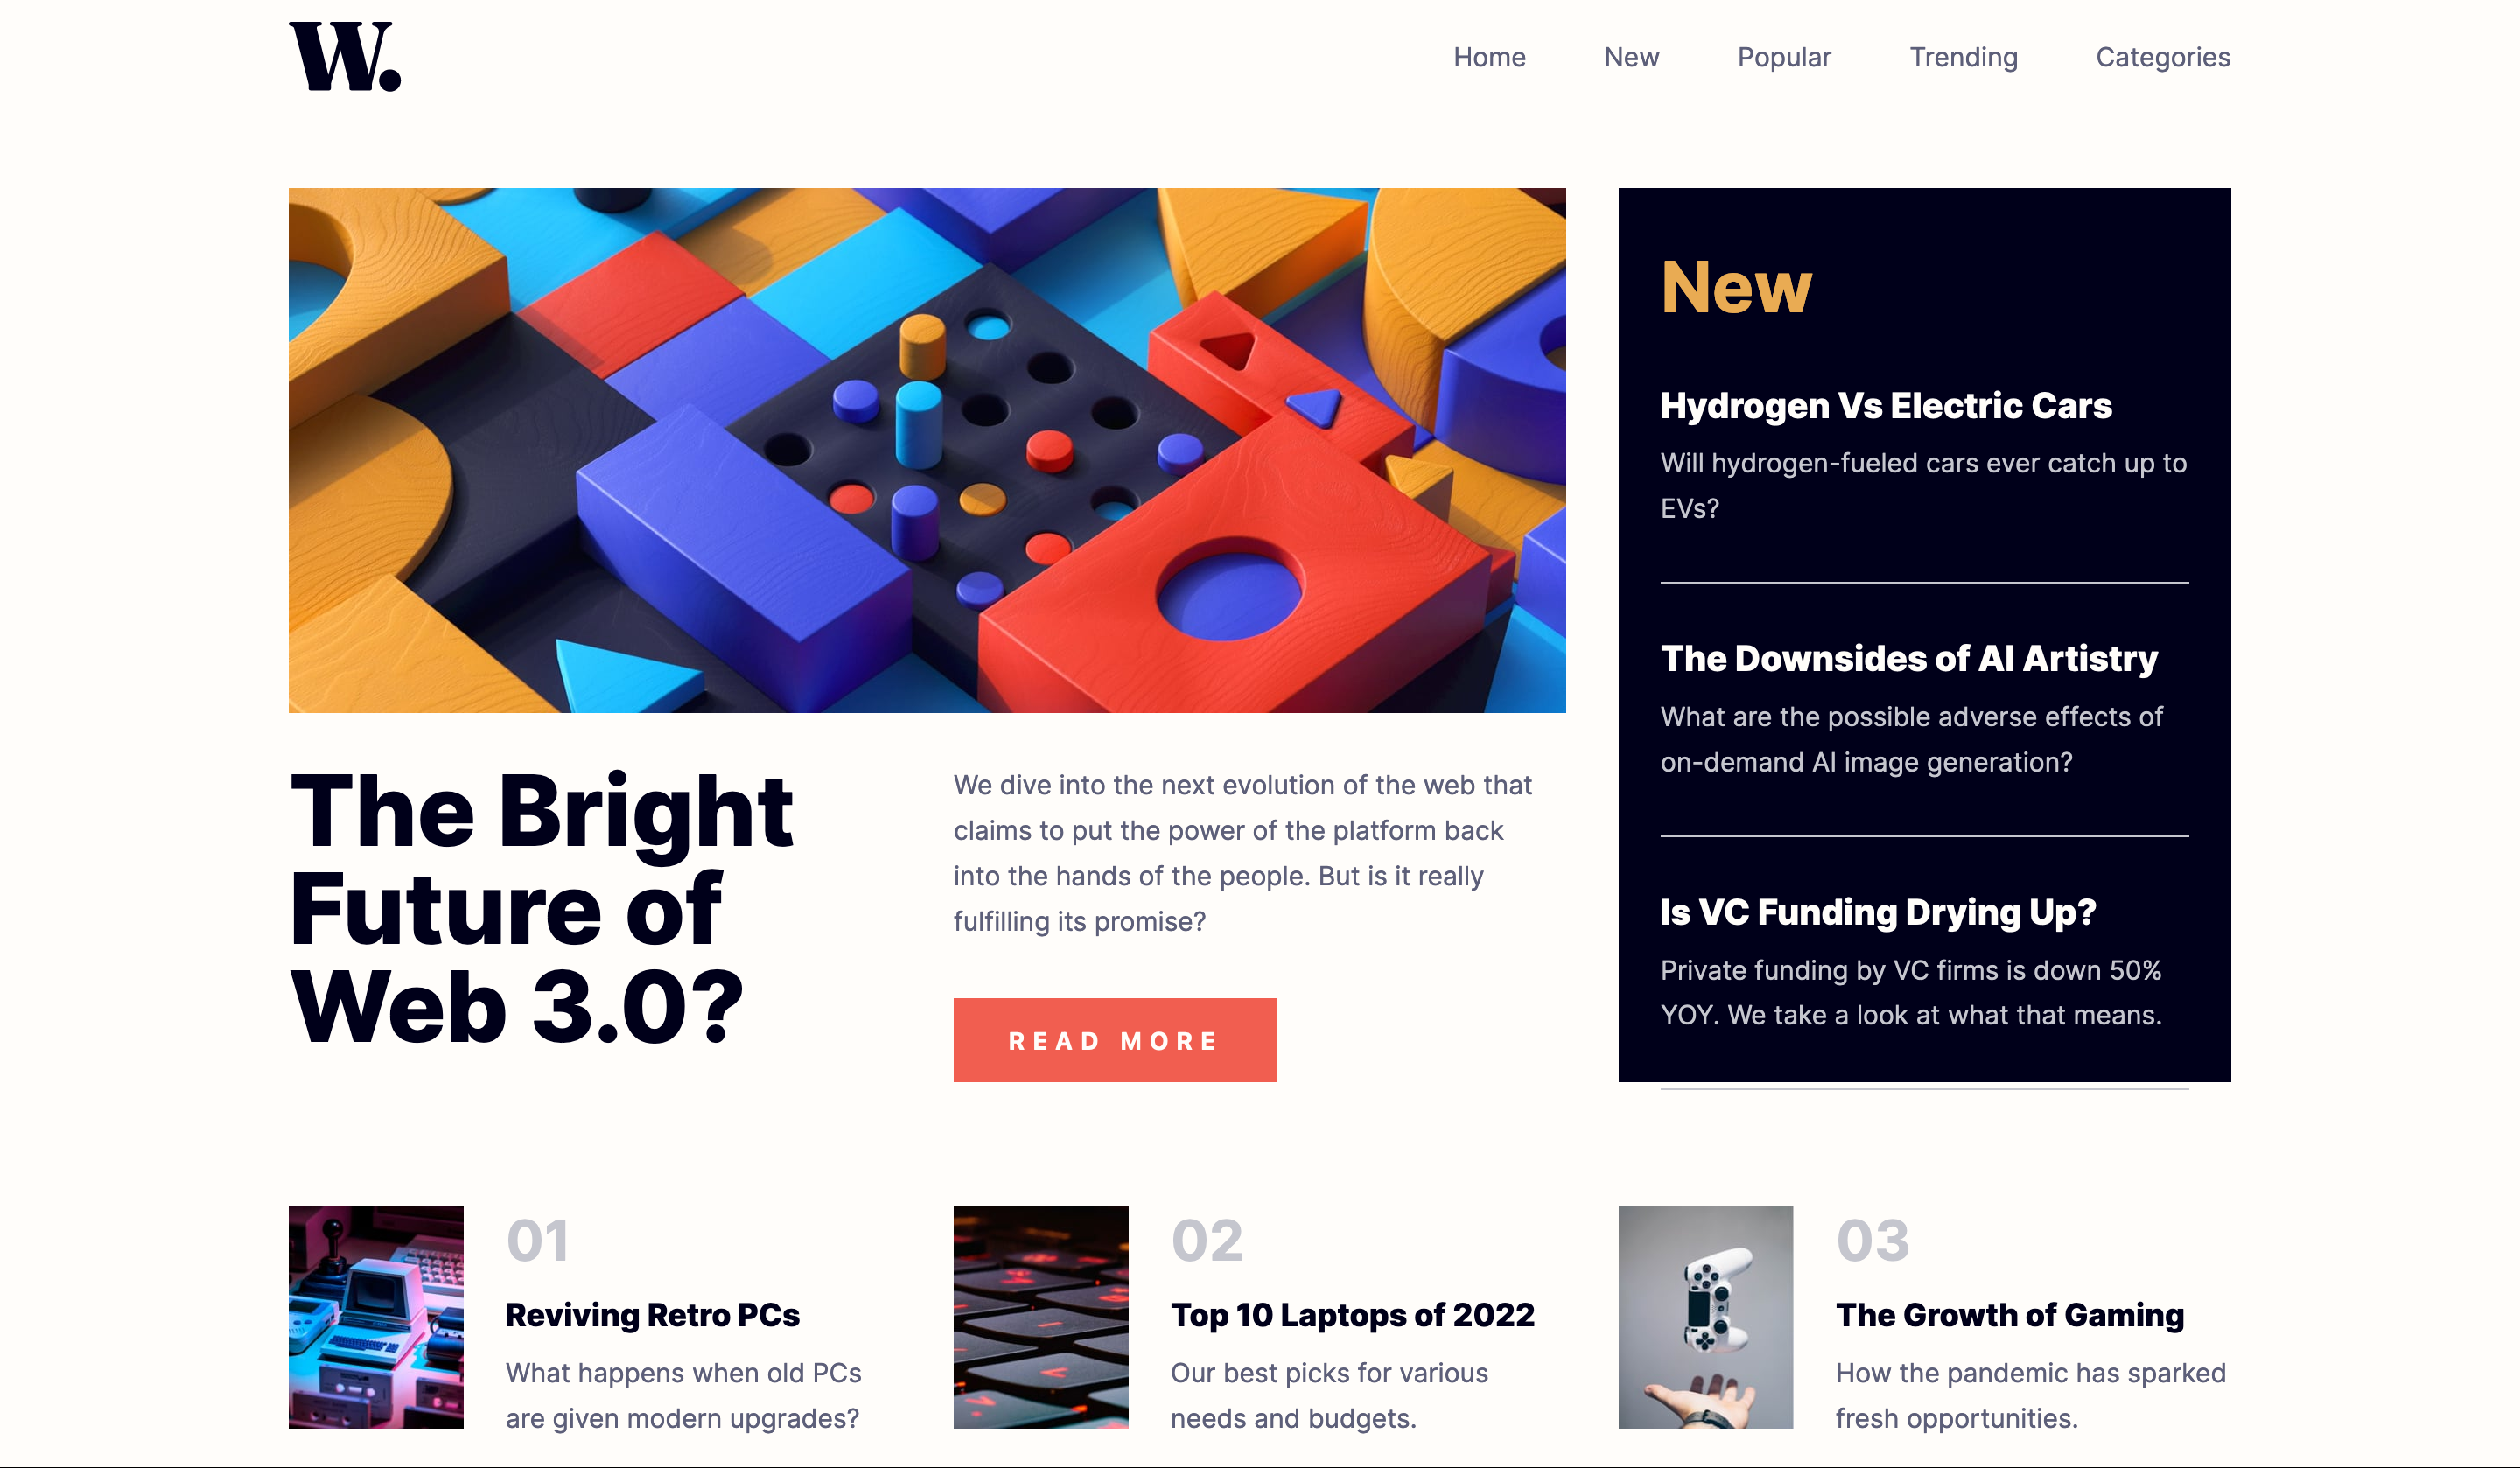 W.
Home New Popular Trending Categories
The Bright
Future of
Web 3.0?
We dive into the next evolution of the web that
claims to put the power of the platform back
into the hands of the people. But is it really
fulfilling its promise?
READ MORE
New
Hydrogen Vs Electric Cars
Will hydrogen-fueled cars ever catch up to
EVs?
The Downsides of AI Artistry
What are the possible adverse effects of
on-demand AI image generation?
Is VC Funding Drying Up?
Private funding by VC firms is down 50%
YOY. We take a look at what that means.
01
Reviving Retro PCs
What happens when old PCs
are given modern upgrades?
02
Top 10 Laptops of 2022
Our best picks for various
needs and budgets.
03
The Growth of Gaming
How the pandemic has sparked
fresh opportunities.